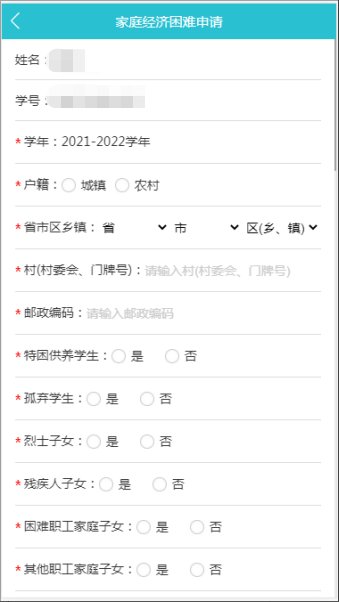 家庭经济困难申请
姓名：
学号：
* 学年：2021-2022学年
* 户籍： 城镇 农村
* 省市区乡镇： 省 市 区(乡、镇)
* 村(村委会、门牌号)：请输入村(村委会、门牌号)
* 邮政编码：请输入邮政编码
* 特困供养学生： 是 否
* 孤弃学生： 是 否
* 烈士子女： 是 否
* 残疾人子女： 是 否
* 困难职工家庭子女： 是 否
* 其他职工家庭子女： 是 否